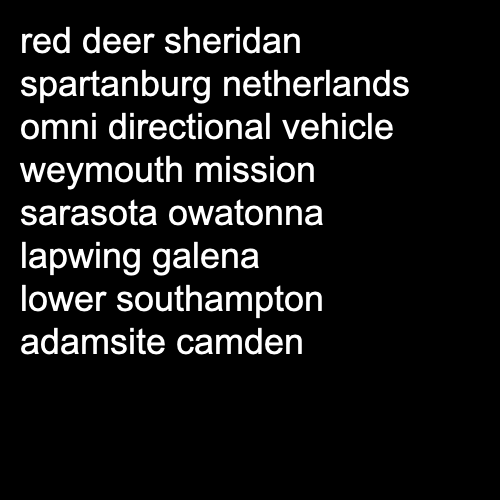 red deer sheridan
spartanburg netherlands
omni directional vehicle
weymouth mission
sarasota owatonna
lapwing galena
lower southampton
adamsite camden